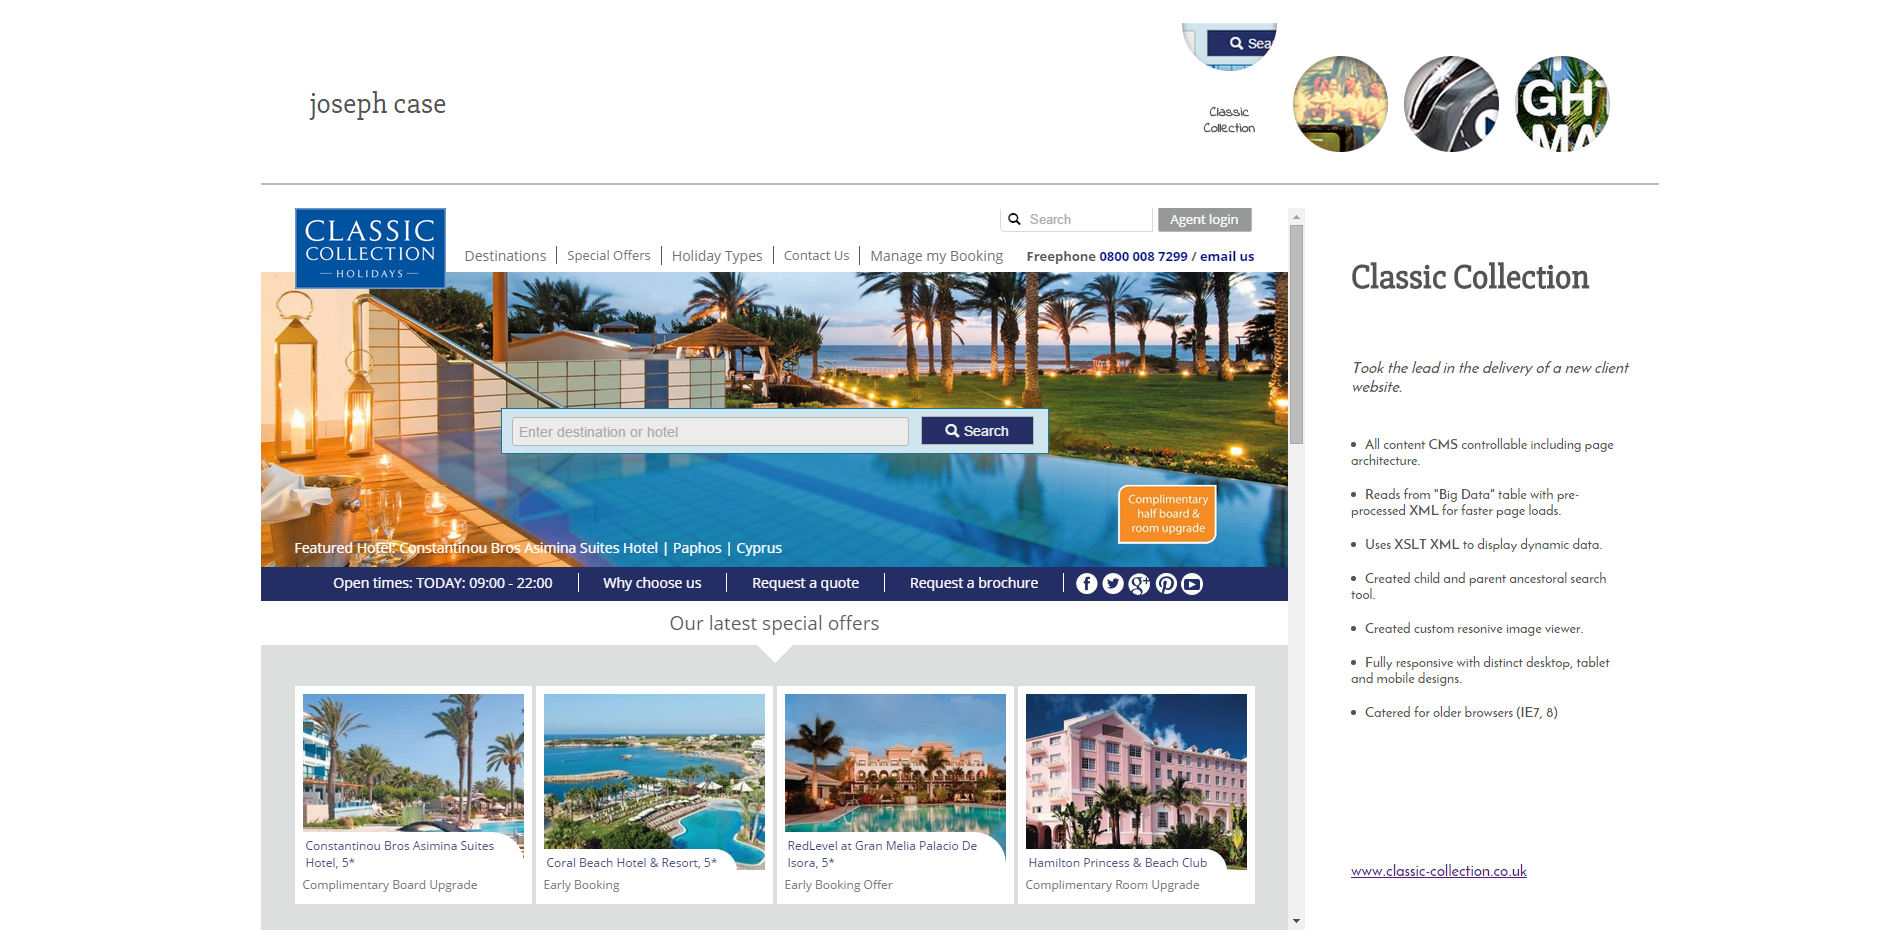 joseph case
Sea
Classic
Collection
GHT
MA
CLASSIC
COLLECTION
HOLIDAYS
Search
Agent login
Destinations
Special Offers
Holiday Types
Contact Us
Manage my Booking
Freephone 0800 008 7299 / email us
Enter destination or hotel
Search
Complimentary
half board &
room upgrade
Featured Hotel: Constantinou Bros Asimina Suites Hotel | Paphos | Cyprus
Open times: TODAY: 09:00 - 22:00
Why choose us
Request a quote
Request a brochure
Our latest special offers
Constantinou Bros Asimina Suites
Hotel, 5*
Complimentary Board Upgrade
Coral Beach Hotel & Resort, 5*
Early Booking
RedLevel at Gran Melia Palacio De
Isora, 5*
Early Booking Offer
Hamilton Princess & Beach Club
Complimentary Room Upgrade
Classic Collection
Took the lead in the delivery of a new client
website.
• All content CMS controllable including page
architecture.
• Reads from "Big Data" table with pre-
processed XML for faster page loads.
• Uses XSLT XML to display dynamic data.
• Created child and parent ancestoral search
tool.
• Created custom resonive image viewer.
• Fully responsive with distinct desktop, tablet
and mobile designs.
• Catered for older browsers (IE7, 8)
www.classic-collection.co.uk